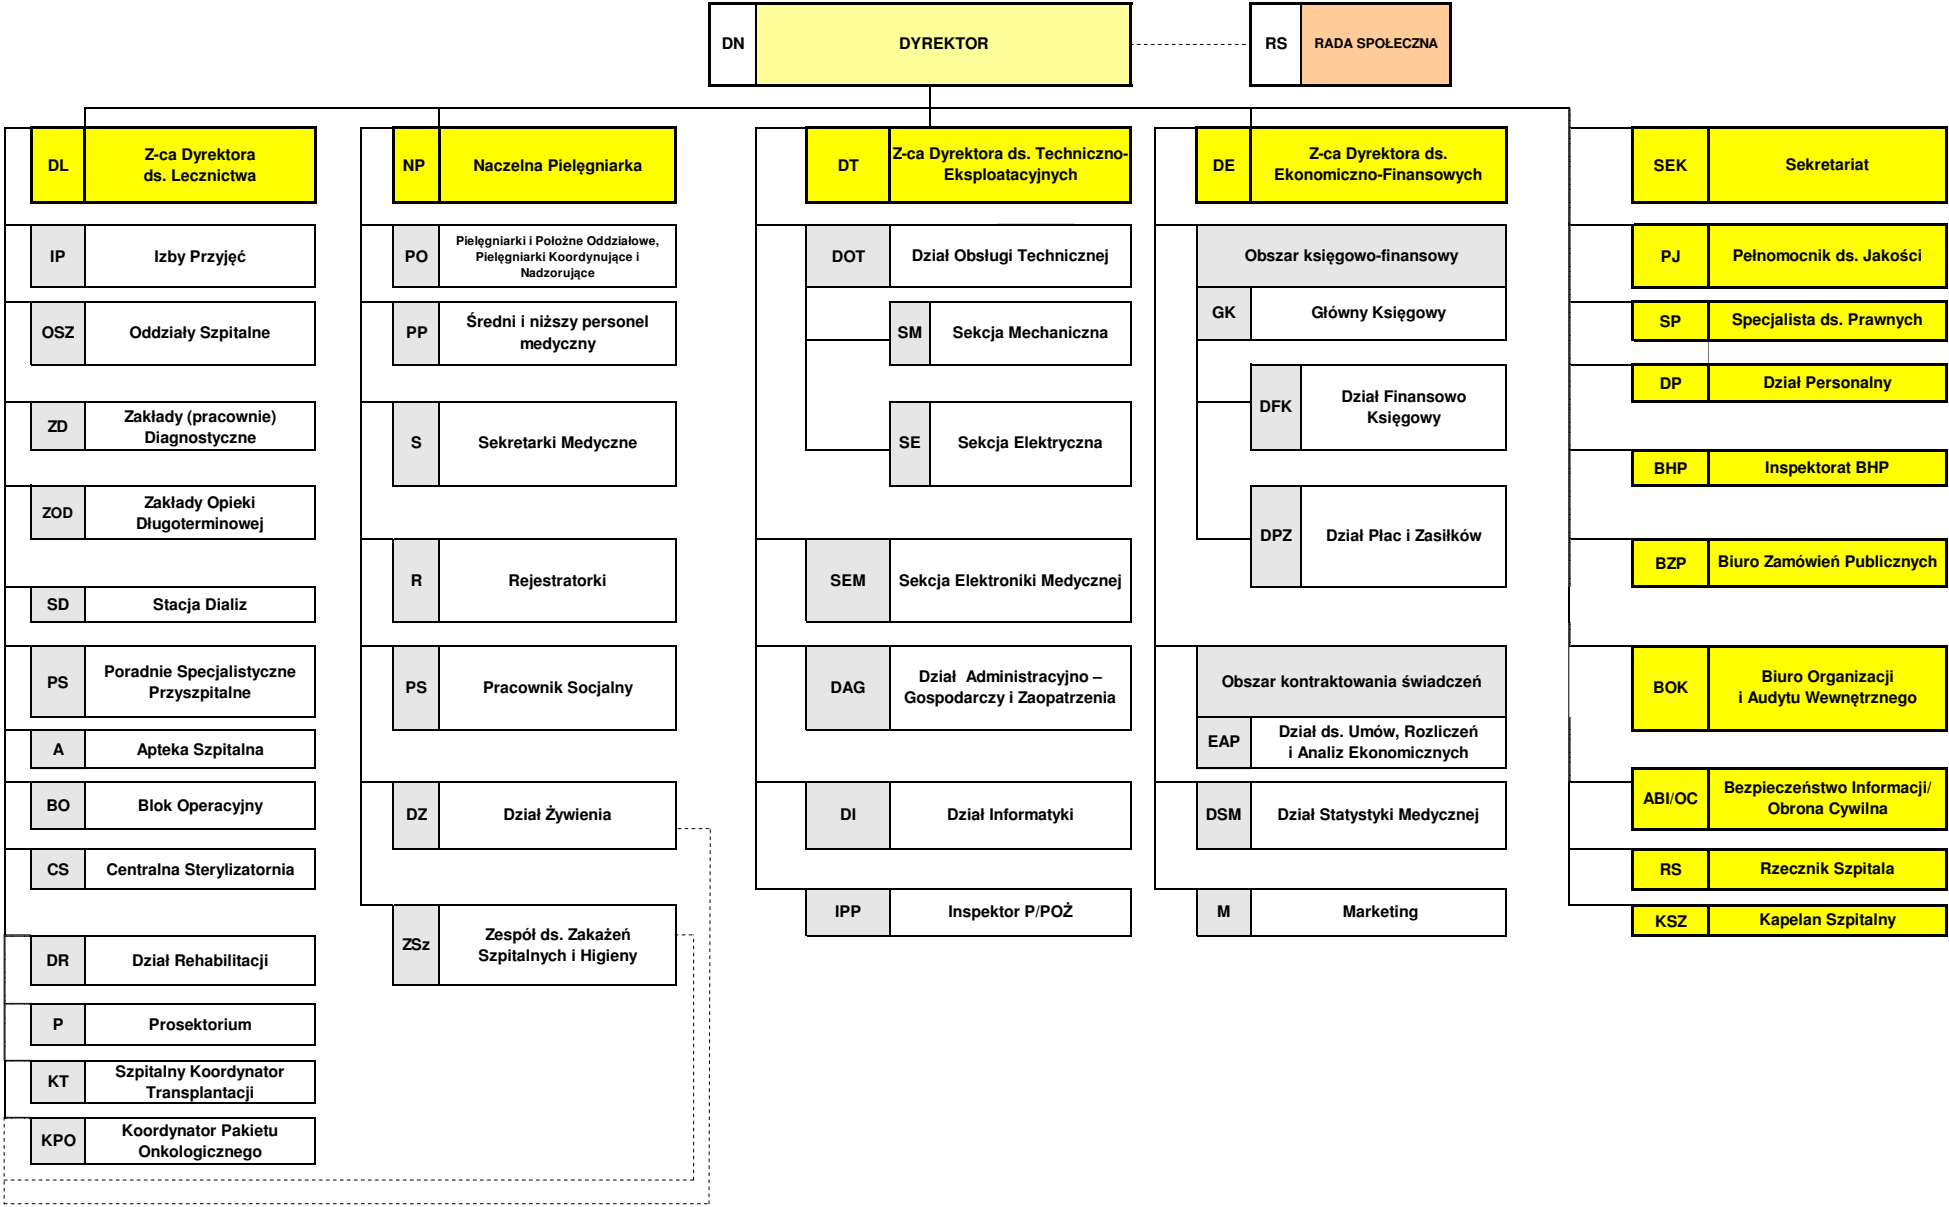 DN
DYREKTOR
RS
RADA SPOŁECZNA
DL
Z-ca Dyrektora
ds. Lecznictwa
IP
Izby Przyjęć
OSZ
Oddziały Szpitalne
ZD
Zakłady (pracownie)
Diagnostyczne
ZOD
Zakłady Opieki
Długoterminowej
SD
Stacja Dializ
PS
Poradnie Specjalistyczne
Przyszpitalne
A
Apteka Szpitalna
BO
Blok Operacyjny
CS
Centralna Sterylizatornia
DR
Dział Rehabilitacji
P
Prosektorium
KT
Szpitalny Koordynator
Transplantacji
KPO
Koordynator Pakietu
Onkologicznego
NP
Naczelna Pielęgniarka
PO
Pielęgniarki i Położne Oddziałowe,
Pielęgniarki Koordynujące i
Nadzorujące
PP
Średni i niższy personel
medyczny
S
Sekretarki Medyczne
R
Rejestratorki
PS
Pracownik Socjalny
DZ
Dział Żywienia
ZSz
Zespół ds. Zakażeń
Szpitalnych i Higieny
DT
Z-ca Dyrektora ds. Techniczno-
Eksploatacyjnych
DOT
Dział Obsługi Technicznej
SM
Sekcja Mechaniczna
SE
Sekcja Elektryczna
SEM
Sekcja Elektroniki Medycznej
DAG
Dział Administracyjno –
Gospodarczy i Zaopatrzenia
DI
Dział Informatyki
IPP
Inspektor P/POŻ
DE
Z-ca Dyrektora ds.
Ekonomiczno-Finansowych
Obszar księgowo-finansowy
GK
Główny Księgowy
DFK
Dział Finansowo
Księgowy
DPZ
Dział Płac i Zasiłków
Obszar kontraktowania świadczeń
EAP
Dział ds. Umów, Rozliczeń
i Analiz Ekonomicznych
DSM
Dział Statystyki Medycznej
M
Marketing
SEK
Sekretariat
PJ
Pełnomocnik ds. Jakości
SP
Specjalista ds. Prawnych
DP
Dział Personalny
BHP
Inspektorat BHP
BZP
Biuro Zamówień Publicznych
BOK
Biuro Organizacji
i Audytu Wewnętrznego
ABI/OC
Bezpieczeństwo Informacji/
Obrona Cywilna
RS
Rzecznik Szpitala
KSZ
Kapelan Szpitalny